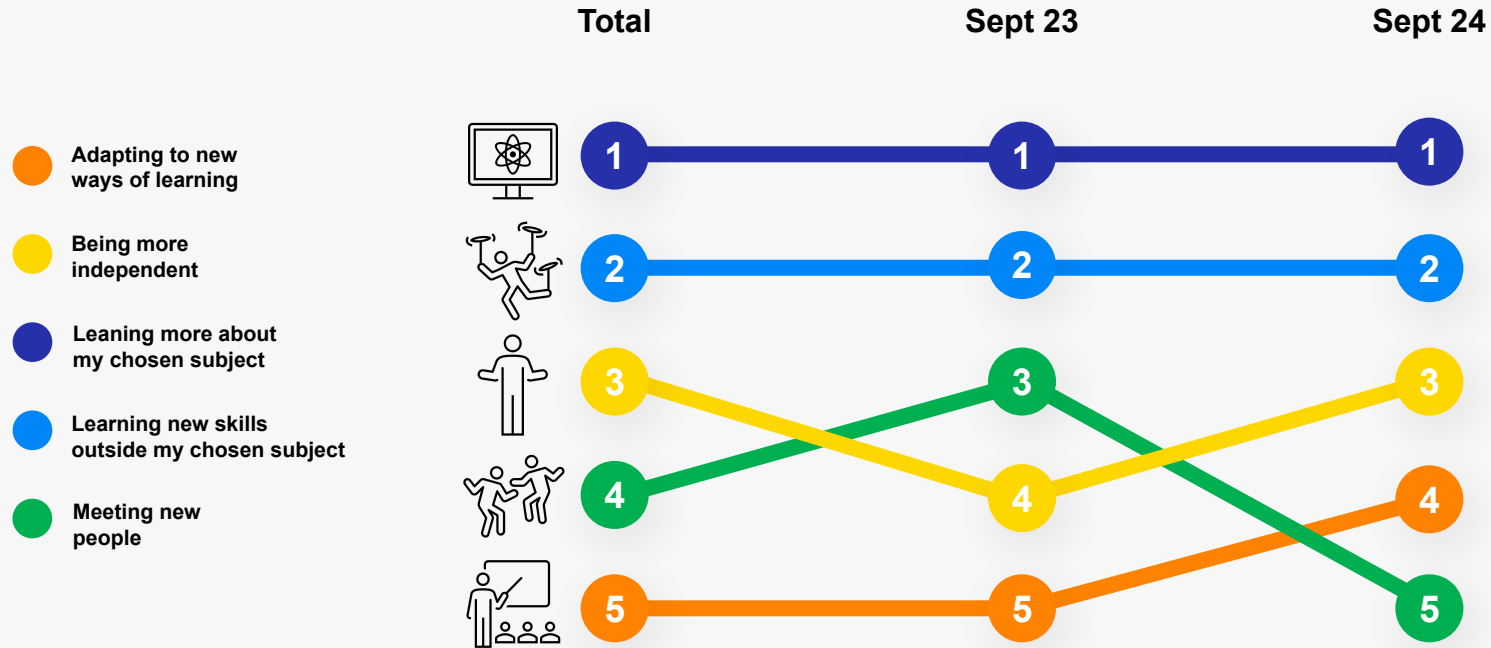 Total Sept 23 Sept 24
Adapting to new
ways of learning
Being more
independent
Leaning more about
my chosen subject
Learning new skills
outside my chosen subject
Meeting new
people
1 1 1
2 2 2
3 3 3
4 4 4
5 5 5